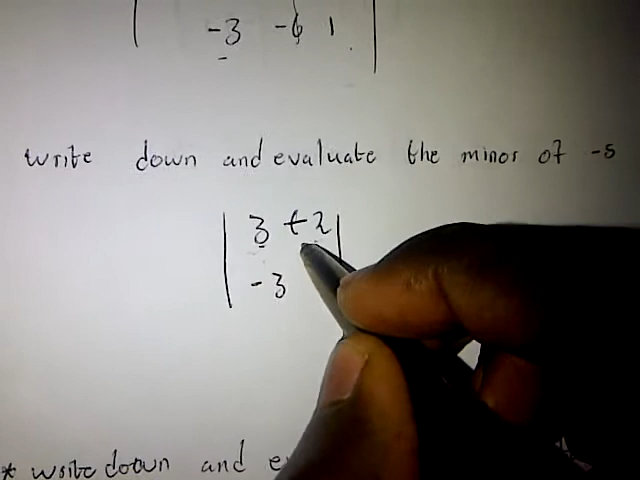 -3 -6 1
write down and evaluate the minor of -5
3 +2
-3
* write down and